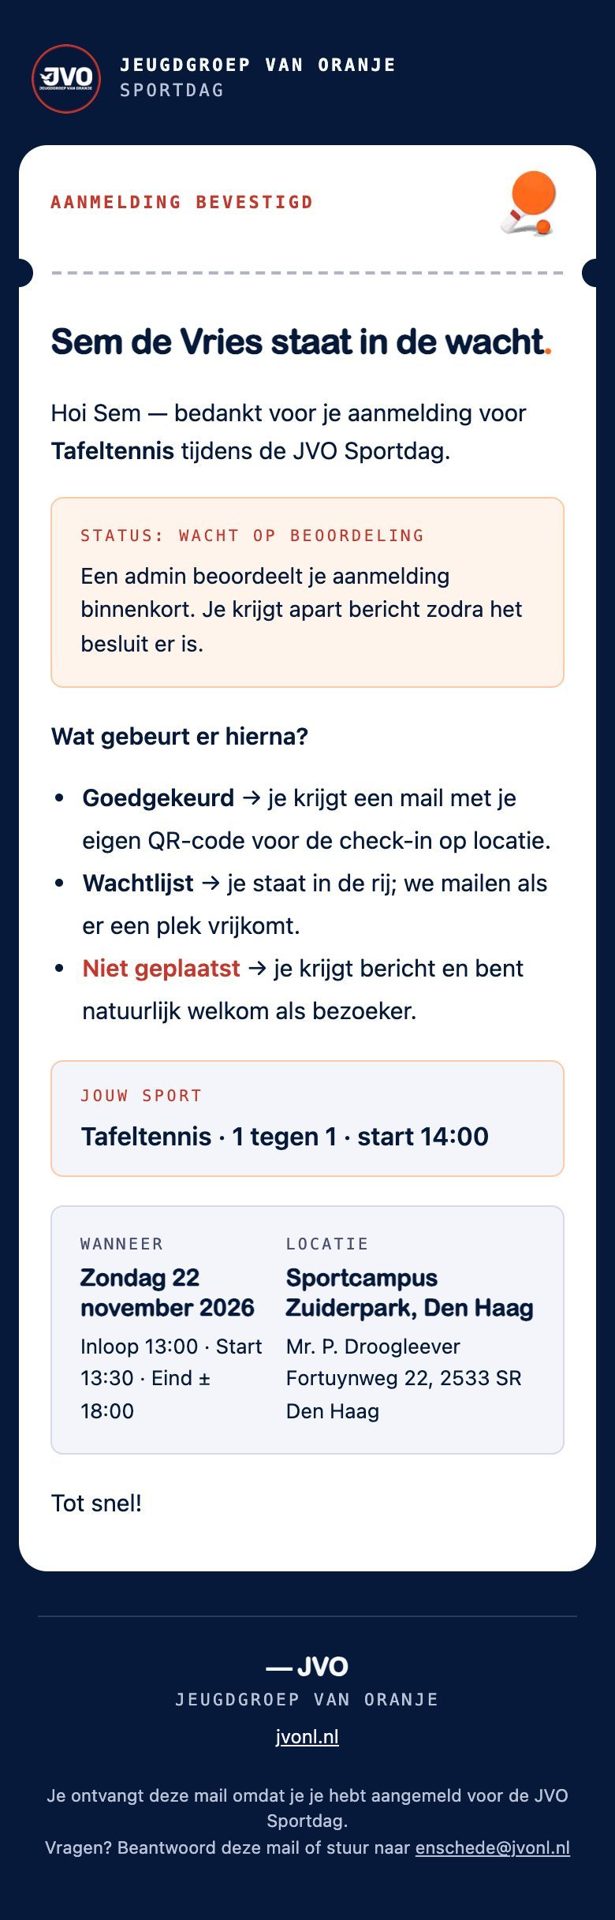 JVO
JEUGDGROEP VAN ORANJE
JEUGDGROEP VAN ORANJE
SPORTDAG
AANMELDING BEVESTIGD
Sem de Vries staat in de wacht.
Hoi Sem — bedankt voor je aanmelding voor
Tafeltennis tijdens de JVO Sportdag.
STATUS: WACHT OP BEOORDELING
Een admin beoordeelt je aanmelding
binnenkort. Je krijgt apart bericht zodra het
besluit er is.
Wat gebeurt er hierna?
• Goedgekeurd → je krijgt een mail met je
eigen QR-code voor de check-in op locatie.
• Wachtlijst → je staat in de rij; we mailen als
er een plek vrijkomt.
• Niet geplaatst → je krijgt bericht en bent
natuurlijk welkom als bezoeker.
JOUW SPORT
Tafeltennis · 1 tegen 1 · start 14:00
WANNEER
Zondag 22
november 2026
Inloop 13:00 · Start
13:30 · Eind ±
18:00
LOCATIE
Sportcampus
Zuiderpark, Den Haag
Mr. P. Droogleever
Fortuynweg 22, 2533 SR
Den Haag
Tot snel!
— JVO
JEUGDGROEP VAN ORANJE
jvonl.nl
Je ontvangt deze mail omdat je je hebt aangemeld voor de JVO
Sportdag.
Vragen? Beantwoord deze mail of stuur naar enschede@jvonl.nl